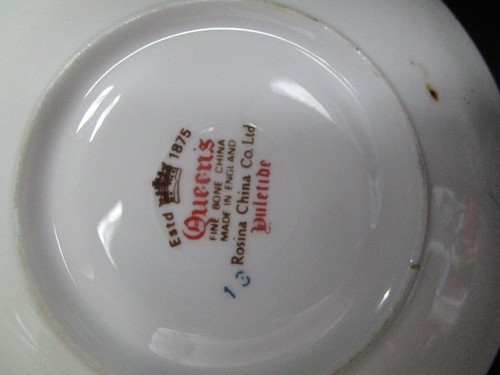 Estd 1875
Queen's
FINE BONE CHINA
MADE IN ENGLAND
Rosina China Co. Ltd
Yuletide